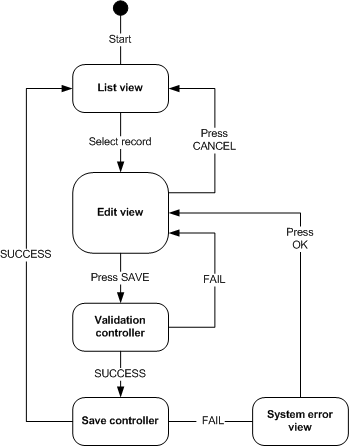 Start
List view
Press
CANCEL
Select record
Edit view
Press
OK
SUCCESS
Press SAVE
FAIL
Validation
controller
SUCCESS
Save controller
FAIL
System error
view